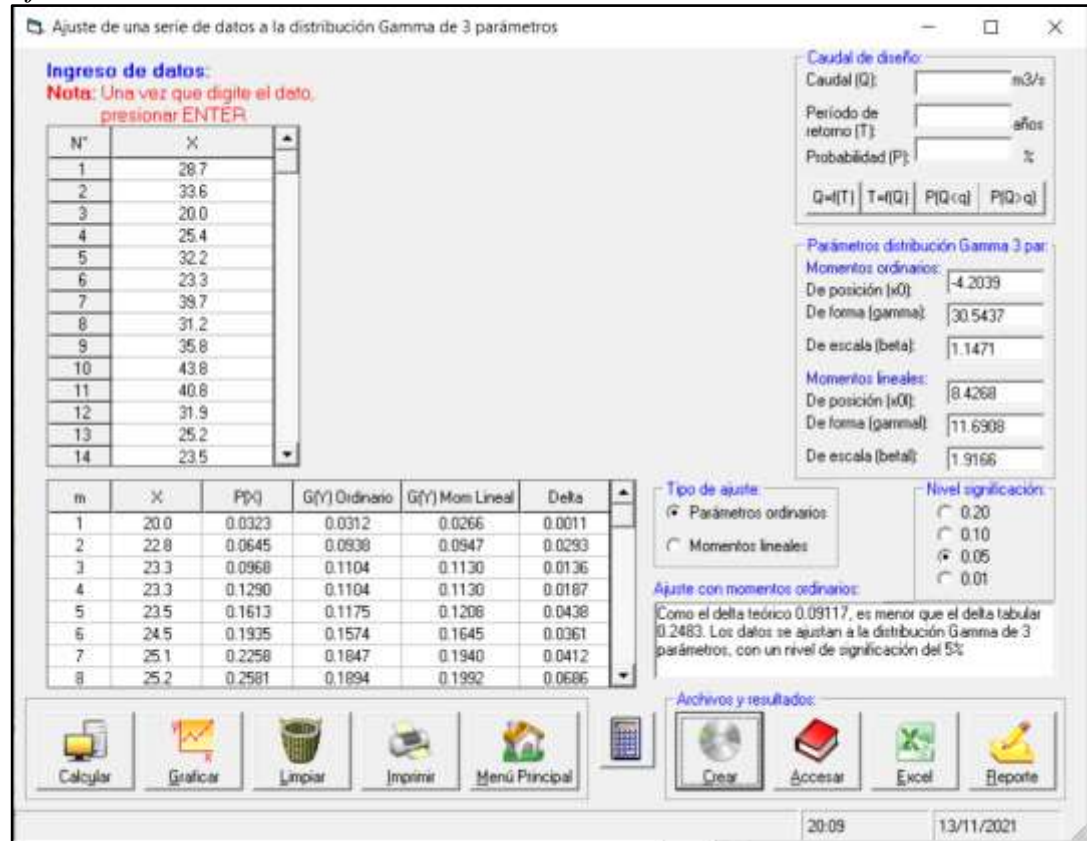 Ajuste de una serie de datos a la distribución Gamma de 3 parámetros
Ingreso de datos:
Nota: Una vez que digite el dato,
presionar ENTER
N° X
1 28.7
2 33.6
3 20.0
4 25.4
5 32.2
6 23.3
7 39.7
8 31.2
9 35.8
10 43.8
11 40.8
12 31.9
13 25.2
14 23.5
Caudal de diseño:
Caudal (Q): m3/s
Período de
retorno (T): años
Probabilidad (P): %
Q=f(T) T=f(Q) P(Q<q) P(Q>q)
Parámetros distribución Gamma 3 par:
Momentos ordinarios:
De posición (x0): -4.2039
De forma (gamma): 30.5437
De escala (beta): 1.1471
Momentos lineales:
De posición (x0l): 8.4268
De forma (gammal): 11.6908
De escala (betal): 1.9166
m X P(X) G(Y) Ordinario G(Y) Mom Lineal Delta
1 20.0 0.0323 0.0312 0.0266 0.0011
2 22.8 0.0645 0.0938 0.0947 0.0293
3 23.3 0.0968 0.1104 0.1130 0.0136
4 23.3 0.1290 0.1104 0.1130 0.0187
5 23.5 0.1613 0.1175 0.1208 0.0438
6 24.5 0.1935 0.1574 0.1645 0.0361
7 25.1 0.2258 0.1847 0.1940 0.0412
8 25.2 0.2581 0.1894 0.1992 0.0686
Tipo de ajuste:
Parámetros ordinarios
Momentos lineales
Nivel significación:
0.20
0.10
0.05
0.01
Ajuste con momentos ordinarios:
Como el delta teórico 0.09117, es menor que el delta tabular
0.2483. Los datos se ajustan a la distribución Gamma de 3
parámetros, con un nivel de significación del 5%
Archivos y resultados:
Calcular Graficar Limpiar Imprimir Menú Principal Crear Accesar Excel Reporte
20:09 13/11/2021